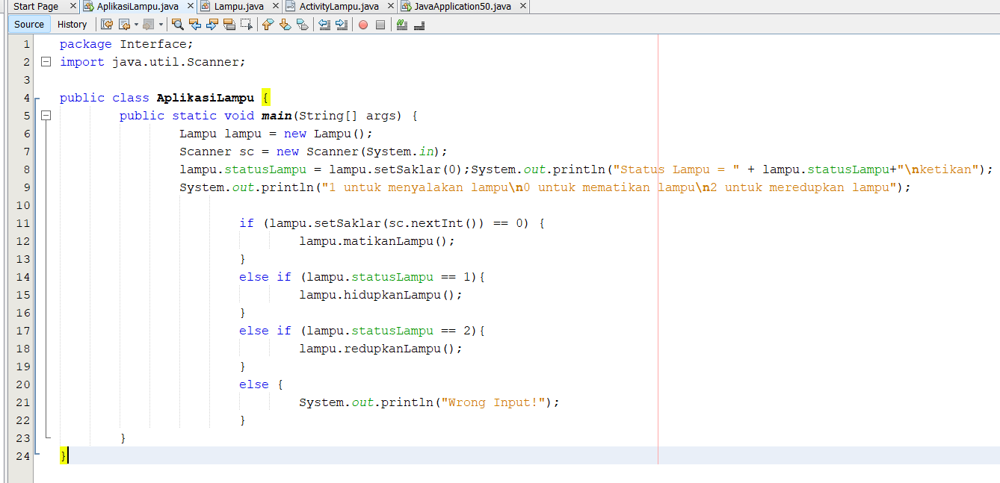 Start Page AplikasiLampu.java Lampu.java ActivityLampu.java JavaApplication50.java
Source History
1 package Interface;
2 import java.util.Scanner;
3
4 public class AplikasiLampu {
5 public static void main(String[] args) {
6 Lampu lampu = new Lampu();
7 Scanner sc = new Scanner(System.in);
8 lampu.statusLampu = lampu.setSaklar(0);System.out.println("Status Lampu = " + lampu.statusLampu+"\nketikan");
9 System.out.println("1 untuk menyalakan lampu\n0 untuk mematikan lampu\n2 untuk meredupkan lampu");
10
11 if (lampu.setSaklar(sc.nextInt()) == 0) {
12 lampu.matikanLampu();
13 }
14 else if (lampu.statusLampu == 1){
15 lampu.hidupkanLampu();
16 }
17 else if (lampu.statusLampu == 2){
18 lampu.redupkanLampu();
19 }
20 else {
21 System.out.println("Wrong Input!");
22 }
23 }
24 }